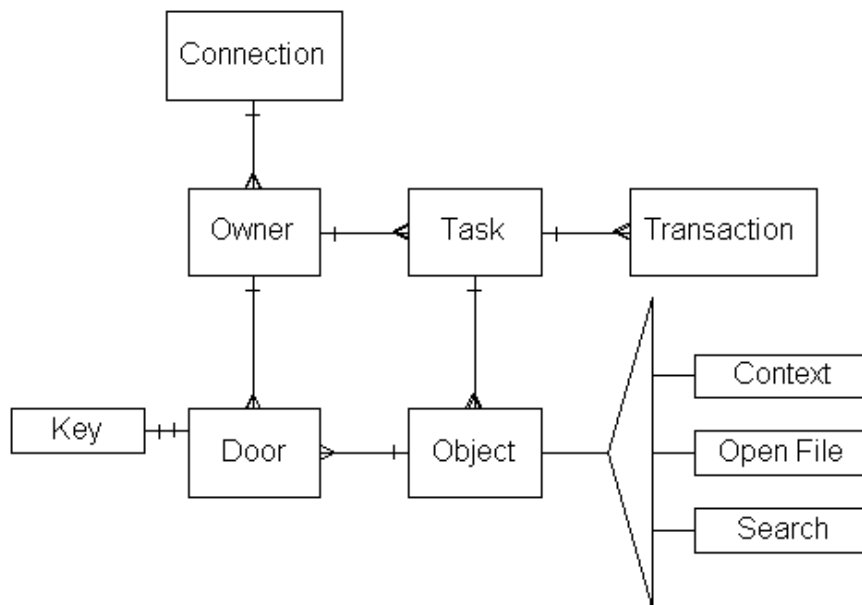 Connection
Owner
Task
Transaction
Key
Door
Object
Context
Open File
Search